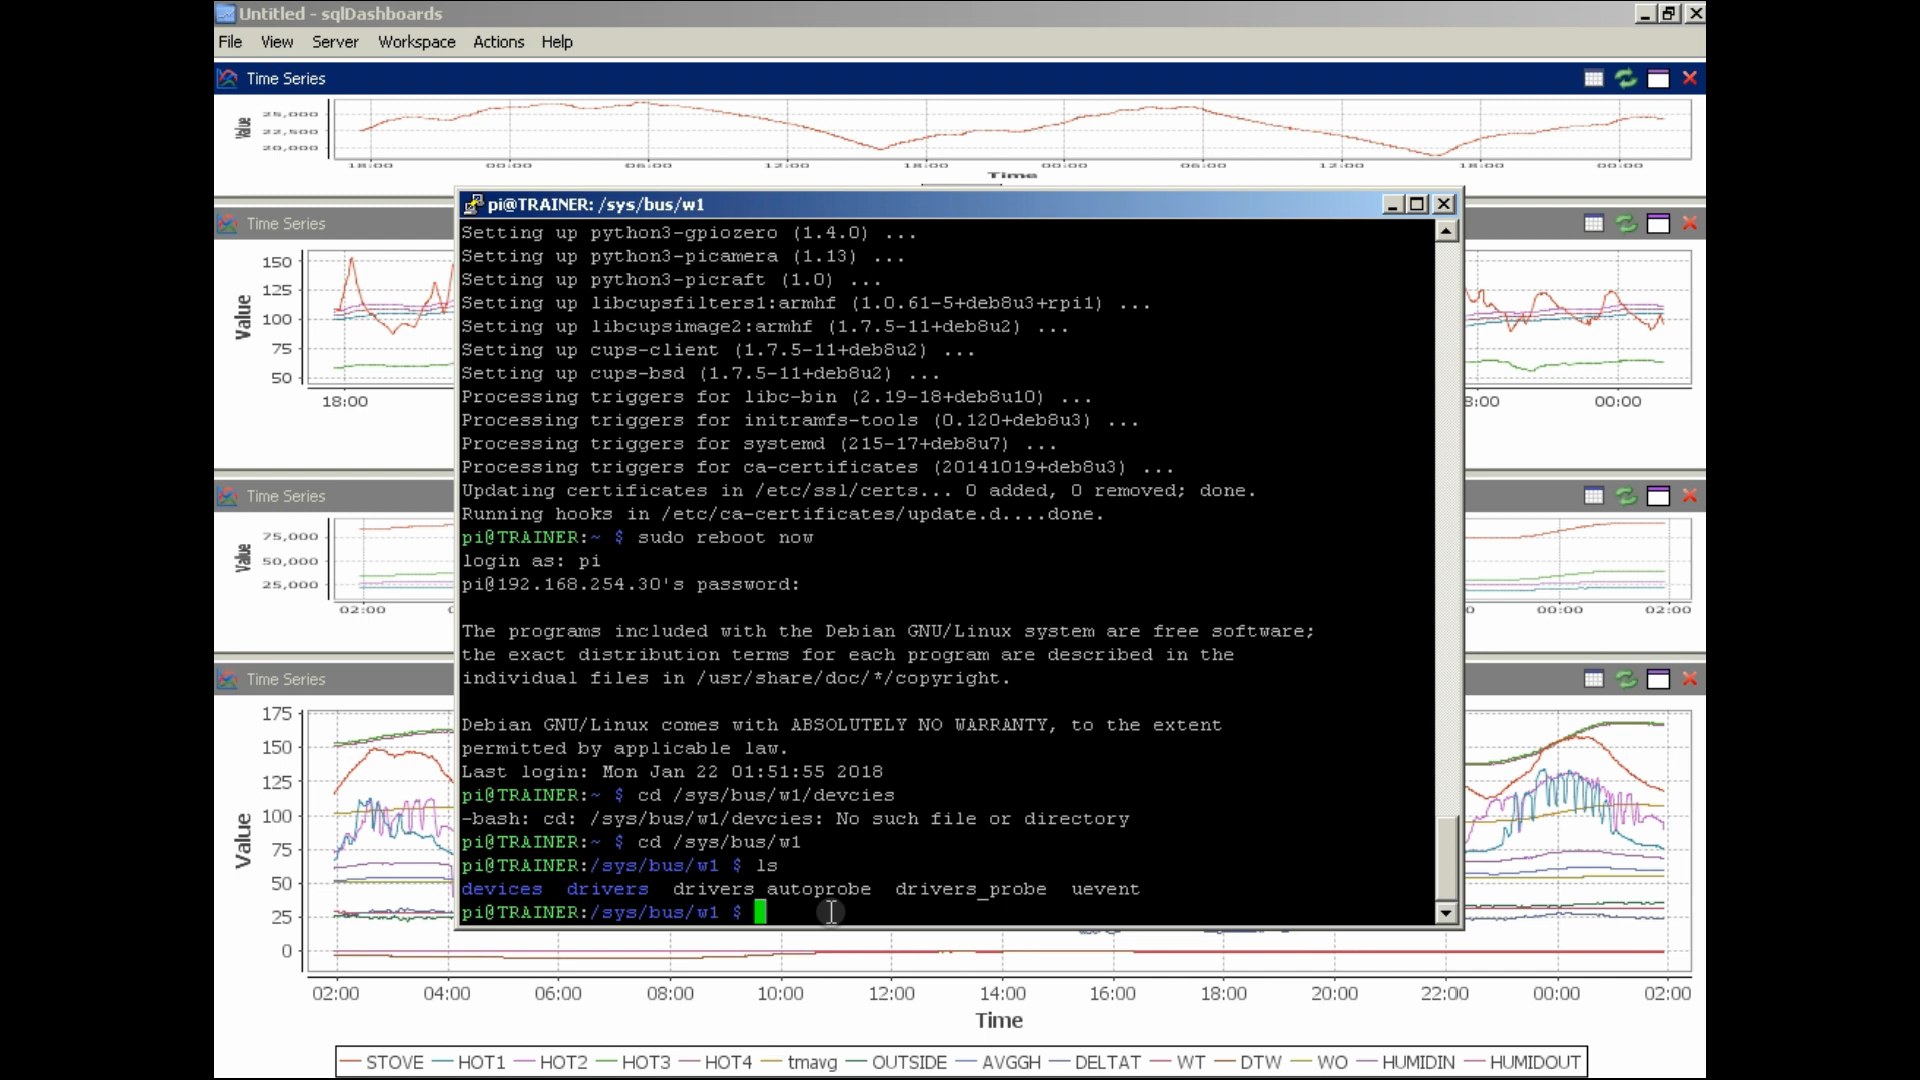 Untitled - sqlDashboards
File View Server Workspace Actions Help
Time Series
Value
25,000
22,500
20,000
18:00 00:00 06:00 12:00 18:00 00:00 06:00 12:00 18:00 00:00
Time
Time Series
Value
150
125
100
75
50
18:00
00:00
Time Series
Value
75,000
50,000
25,000
02:00
00:00 02:00
Time Series
Value
175
150
125
100
75
50
25
0
02:00 04:00 06:00 08:00 10:00 12:00 14:00 16:00 18:00 20:00 22:00 00:00 02:00
Time
STOVE HOT1 HOT2 HOT3 HOT4 tmavg OUTSIDE AVGGH DELTAT WT DTW WO HUMIDIN HUMIDOUT
pi@TRAINER: /sys/bus/w1
Setting up python3-gpiozero (1.4.0) ...
Setting up python3-picamera (1.13) ...
Setting up python3-picraft (1.0) ...
Setting up libcupsfilters1:armhf (1.0.61-5+deb8u3+rpi1) ...
Setting up libcupsimage2:armhf (1.7.5-11+deb8u2) ...
Setting up cups-client (1.7.5-11+deb8u2) ...
Setting up cups-bsd (1.7.5-11+deb8u2) ...
Processing triggers for libc-bin (2.19-18+deb8u10) ...
Processing triggers for initramfs-tools (0.120+deb8u3) ...
Processing triggers for systemd (215-17+deb8u7) ...
Processing triggers for ca-certificates (20141019+deb8u3) ...
Updating certificates in /etc/ssl/certs... 0 added, 0 removed; done.
Running hooks in /etc/ca-certificates/update.d....done.
pi@TRAINER:~ $ sudo reboot now
login as: pi
pi@192.168.254.30's password:
The programs included with the Debian GNU/Linux system are free software;
the exact distribution terms for each program are described in the
individual files in /usr/share/doc/*/copyright.
Debian GNU/Linux comes with ABSOLUTELY NO WARRANTY, to the extent
permitted by applicable law.
Last login: Mon Jan 22 01:51:55 2018
pi@TRAINER:~ $ cd /sys/bus/w1/devcies
-bash: cd: /sys/bus/w1/devcies: No such file or directory
pi@TRAINER:~ $ cd /sys/bus/w1
pi@TRAINER:/sys/bus/w1 $ ls
devices drivers drivers_autoprobe drivers_probe uevent
pi@TRAINER:/sys/bus/w1 $